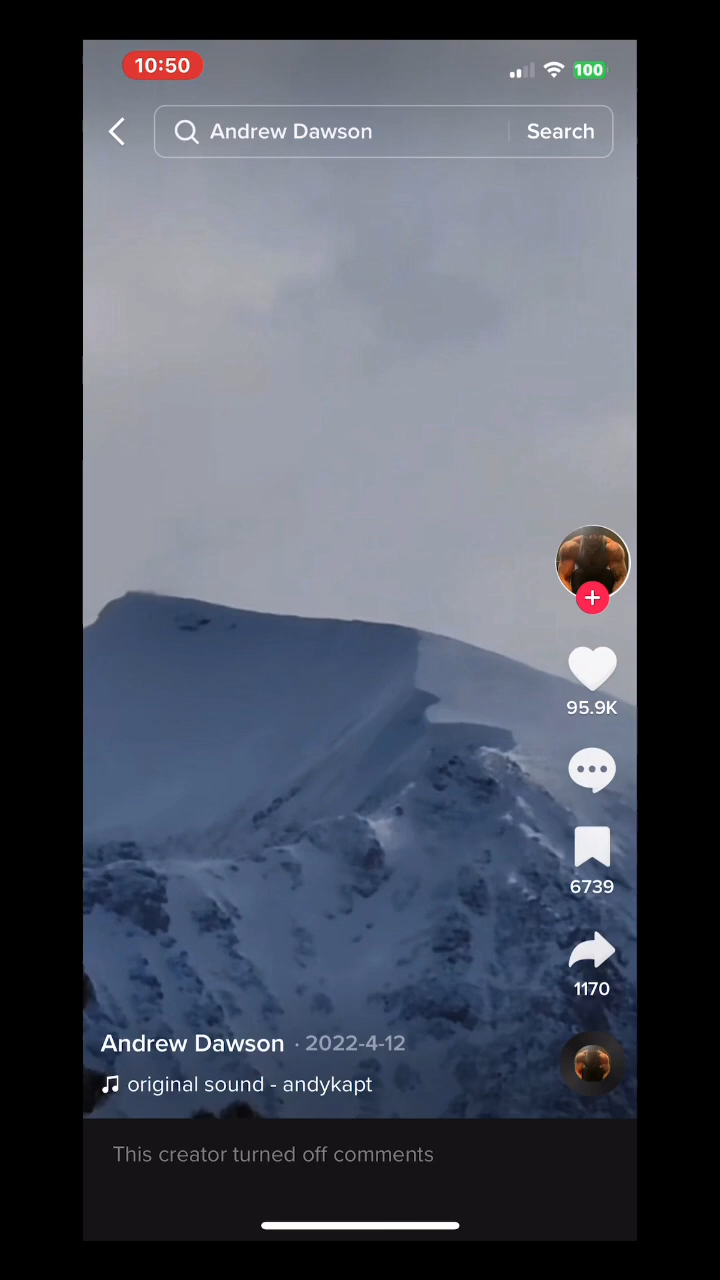 10:50
100
Andrew Dawson
Search
95.9K
6739
1170
Andrew Dawson · 2022-4-12
original sound - andykapt
This creator turned off comments